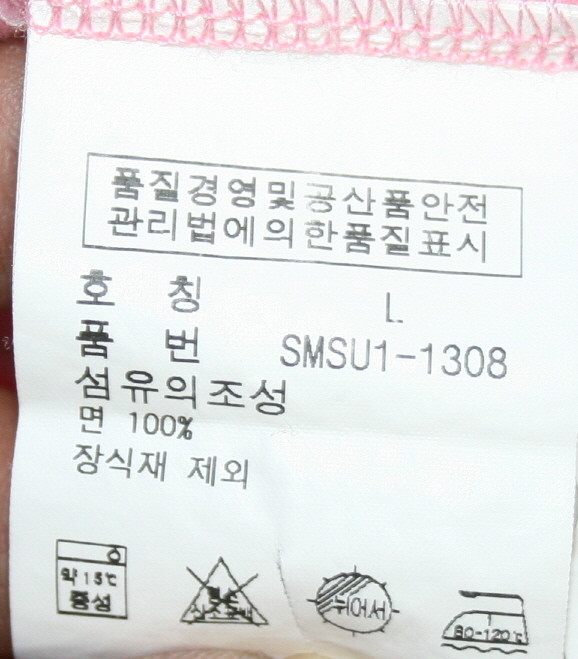 품질경영및공산품안전
관리법에의한품질표시
호 칭 L
품 번 SMSU1-1308
섬유의조성
면 100%
장식재 제외
약 15℃
중성
뉘어서
80-120℃